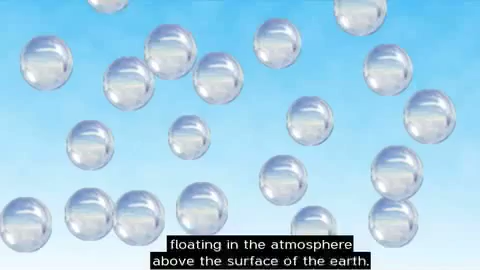 floating in the atmosphere
above the surface of the earth.